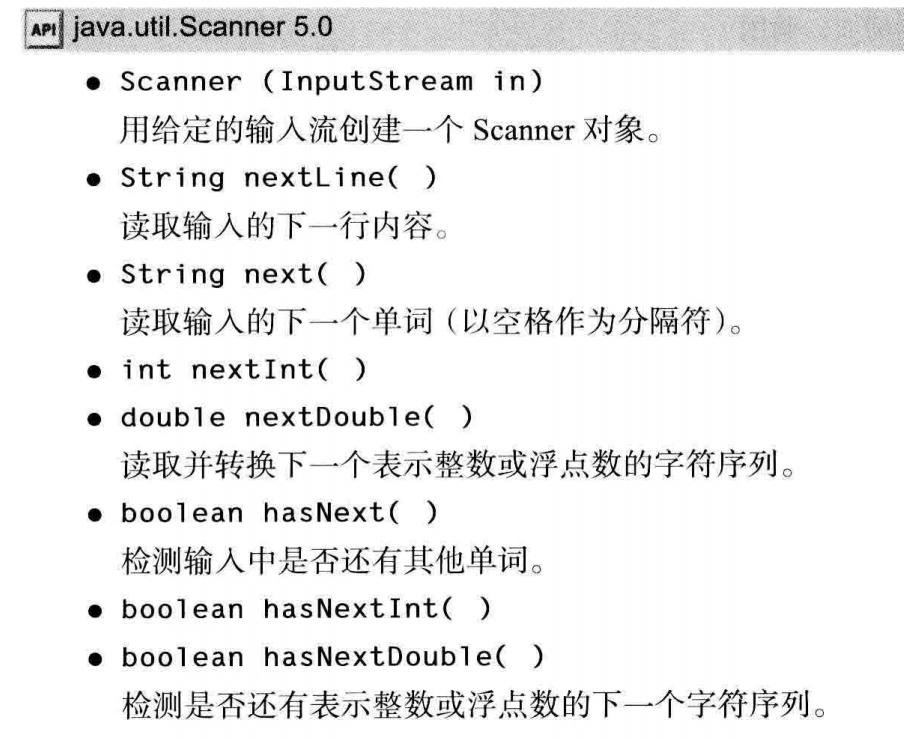 API java.util.Scanner 5.0
● Scanner (InputStream in)
用给定的输入流创建一个 Scanner 对象。
● String nextLine( )
读取输入的下一行内容。
● String next( )
读取输入的下一个单词（以空格作为分隔符）。
● int nextInt( )
● double nextDouble( )
读取并转换下一个表示整数或浮点数的字符序列。
● boolean hasNext( )
检测输入中是否还有其他单词。
● boolean hasNextInt( )
● boolean hasNextDouble( )
检测是否还有表示整数或浮点数的下一个字符序列。